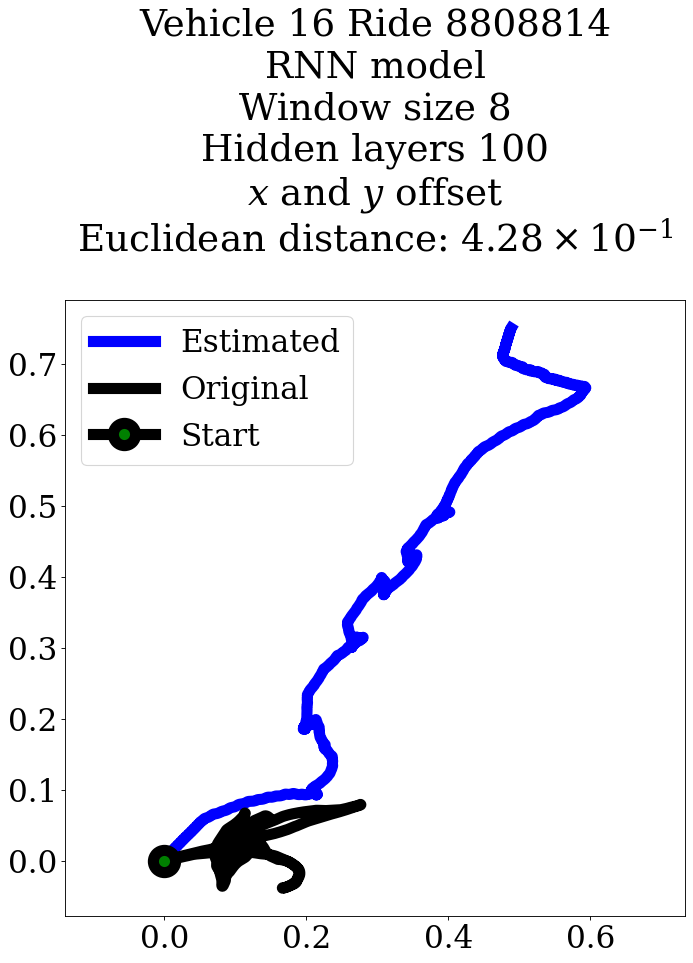 Vehicle 16 Ride 8808814
RNN model
Window size 8
Hidden layers 100
x and y offset
Euclidean distance: 4.28 × 10⁻¹
Estimated
Original
Start
0.7
0.6
0.5
0.4
0.3
0.2
0.1
0.0
0.0 0.2 0.4 0.6